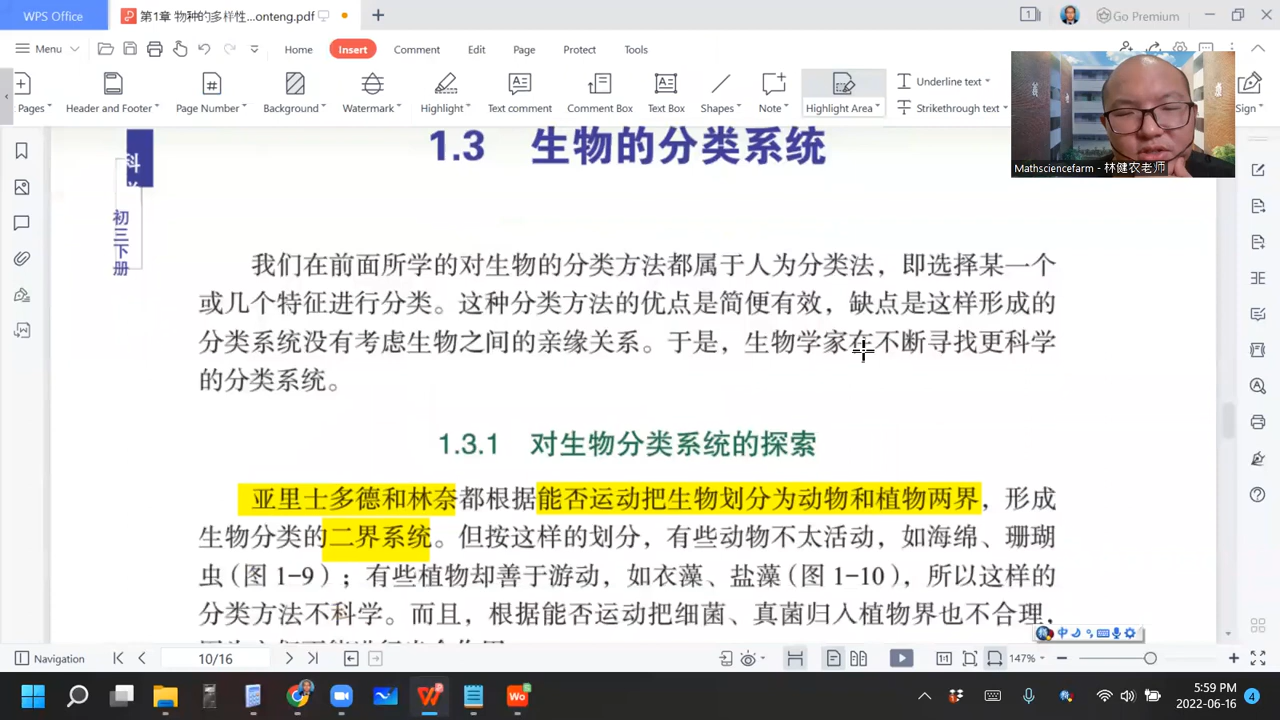 WPS Office
第1章 物种的多样性...onteng.pdf
Go Premium
Menu
Home
Insert
Comment
Edit
Page
Protect
Tools
Pages
Header and Footer
Page Number
Background
Watermark
Highlight
Text comment
Comment Box
Text Box
Shapes
Note
Highlight Area
Underline text
Strikethrough text
Sign
Mathsciencefarm - 林健农老师
科
初三下册
1.3 生物的分类系统
我们在前面所学的对生物的分类方法都属于人为分类法，即选择某一个
或几个特征进行分类。这种分类方法的优点是简便有效，缺点是这样形成的
分类系统没有考虑生物之间的亲缘关系。于是，生物学家在不断寻找更科学
的分类系统。
1.3.1 对生物分类系统的探索
亚里士多德和林奈都根据能否运动把生物划分为动物和植物两界，形成
生物分类的二界系统。但按这样的划分，有些动物不太活动，如海绵、珊瑚
虫（图 1-9）；有些植物却善于游动，如衣藻、盐藻（图 1-10），所以这样的
分类方法不科学。而且，根据能否运动把细菌、真菌归入植物界也不合理，
中
Navigation
10/16
147%
5:59 PM
2022-06-16
4